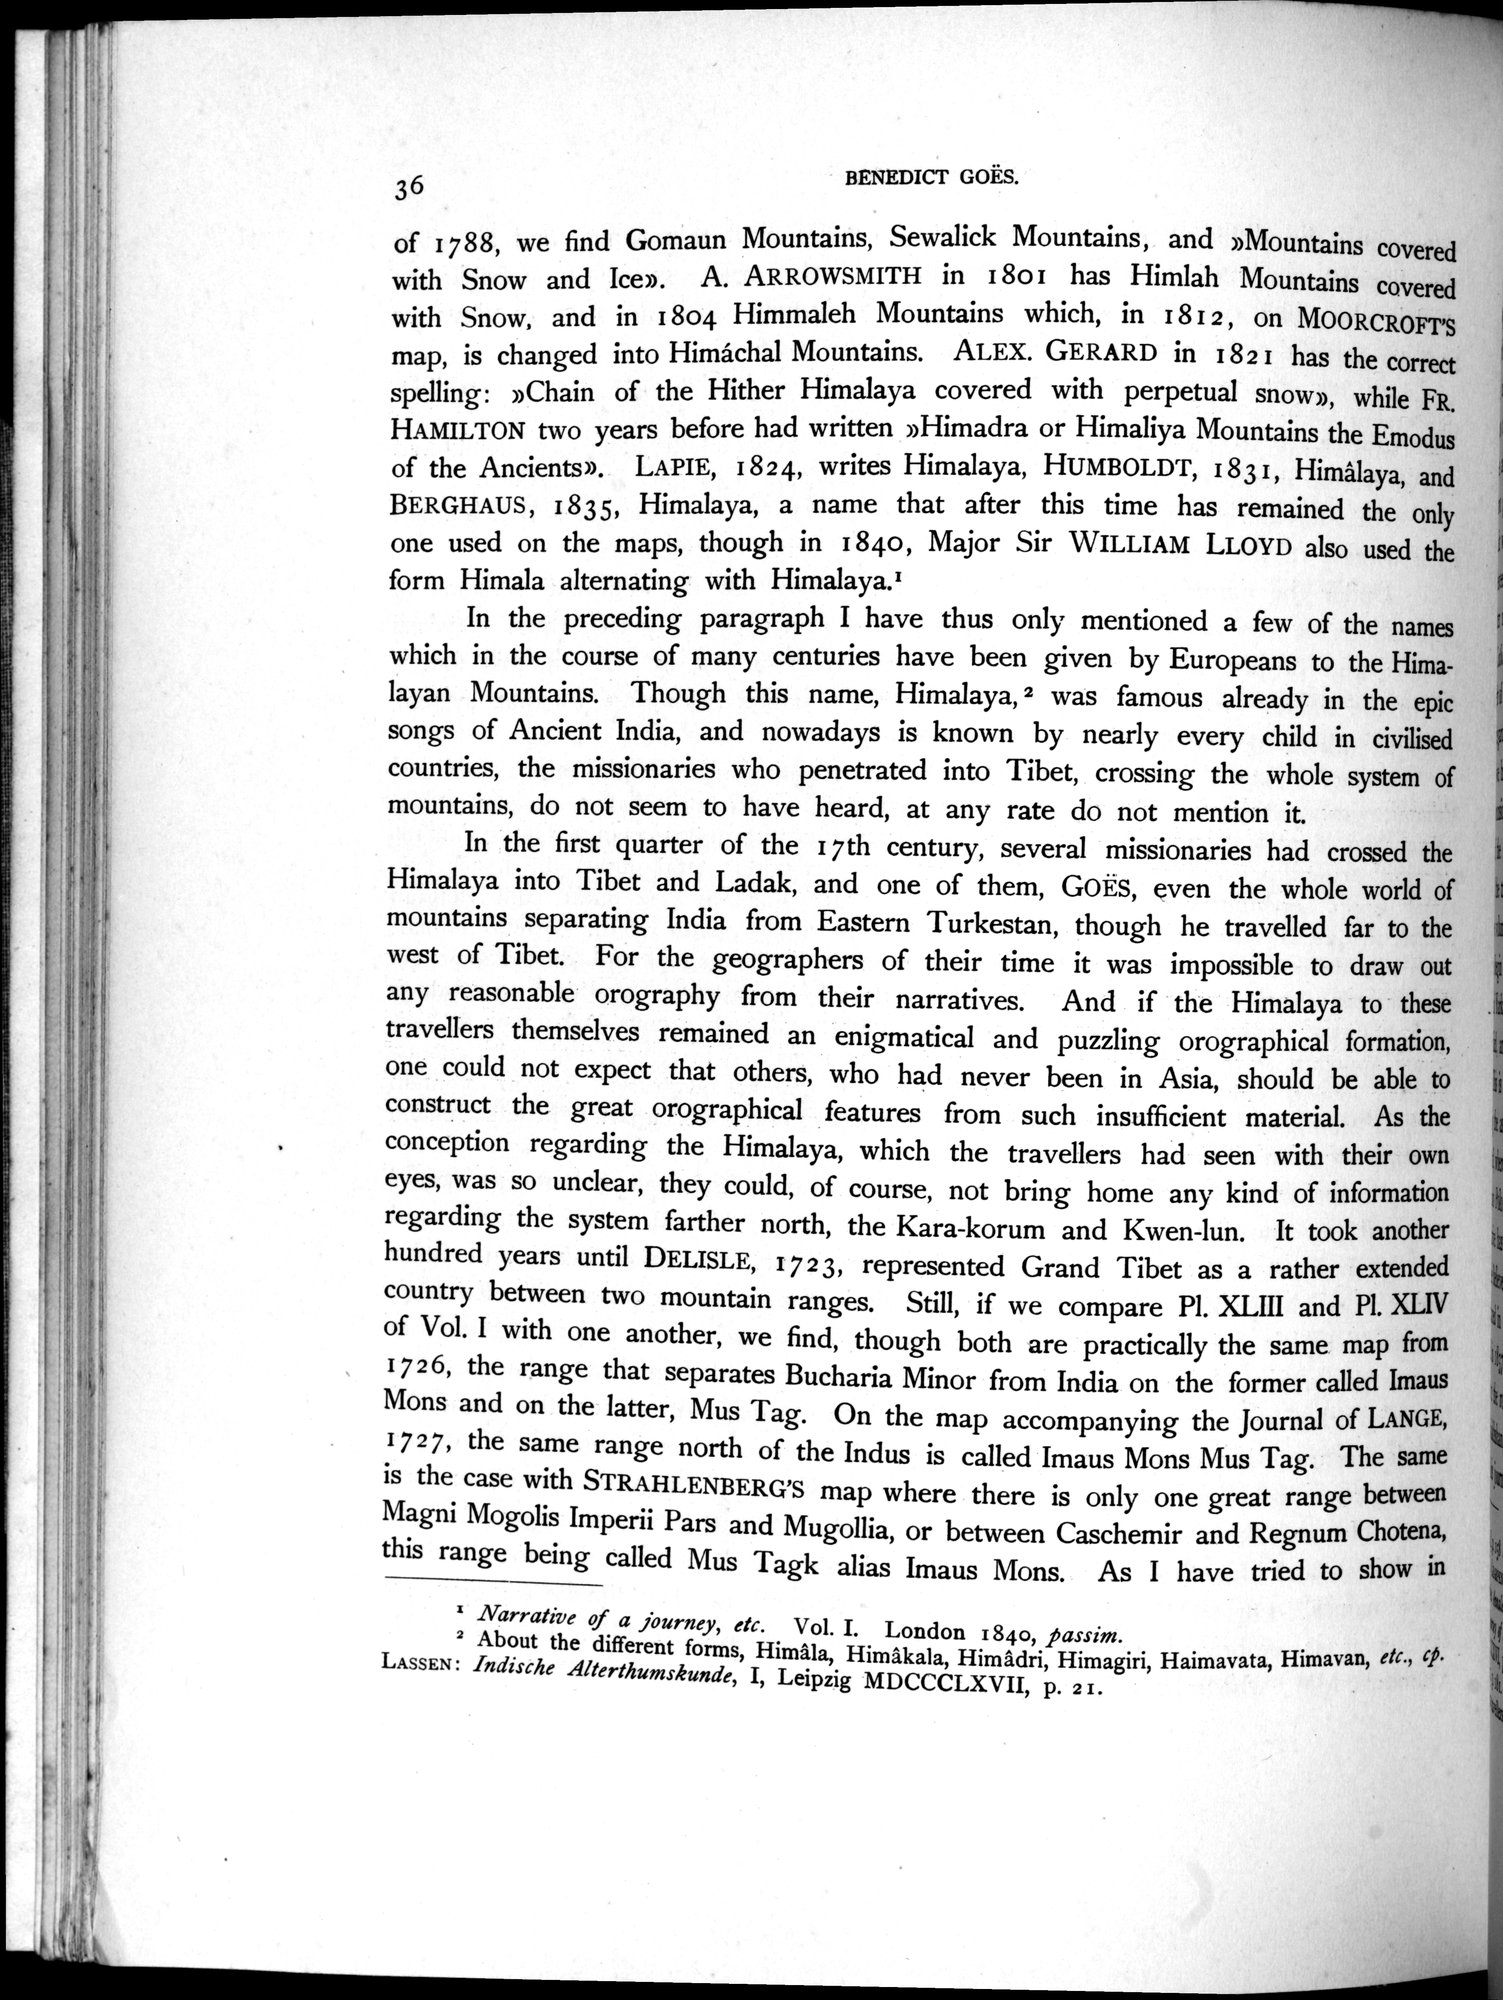 36
BENEDICT GOËS.
of 1788, we find Gomaun Mountains, Sewalick Mountains, and »Mountains covered
with Snow and Ice». A. ARROWSMITH in 1801 has Himlah Mountains covered
with Snow, and in 1804 Himmaleh Mountains which, in 1812, on MOORCROFT'S
map, is changed into Himáchal Mountains. ALEX. GERARD in 1821 has the correct
spelling: »Chain of the Hither Himalaya covered with perpetual snow», while FR.
HAMILTON two years before had written »Himadra or Himaliya Mountains the Emodus
of the Ancients». LAPIE, 1824, writes Himalaya, HUMBOLDT, 1831, Himâlaya, and
BERGHAUS, 1835, Himalaya, a name that after this time has remained the only
one used on the maps, though in 1840, Major Sir WILLIAM LLOYD also used the
form Himala alternating with Himalaya.¹
In the preceding paragraph I have thus only mentioned a few of the names
which in the course of many centuries have been given by Europeans to the Hima-
layan Mountains. Though this name, Himalaya,² was famous already in the epic
songs of Ancient India, and nowadays is known by nearly every child in civilised
countries, the missionaries who penetrated into Tibet, crossing the whole system of
mountains, do not seem to have heard, at any rate do not mention it.
In the first quarter of the 17th century, several missionaries had crossed the
Himalaya into Tibet and Ladak, and one of them, GOËS, even the whole world of
mountains separating India from Eastern Turkestan, though he travelled far to the
west of Tibet. For the geographers of their time it was impossible to draw out
any reasonable orography from their narratives. And if the Himalaya to these
travellers themselves remained an enigmatical and puzzling orographical formation,
one could not expect that others, who had never been in Asia, should be able to
construct the great orographical features from such insufficient material. As the
conception regarding the Himalaya, which the travellers had seen with their own
eyes, was so unclear, they could, of course, not bring home any kind of information
regarding the system farther north, the Kara-korum and Kwen-lun. It took another
hundred years until DELISLE, 1723, represented Grand Tibet as a rather extended
country between two mountain ranges. Still, if we compare Pl. XLIII and Pl. XLIV
of Vol. I with one another, we find, though both are practically the same map from
1726, the range that separates Bucharia Minor from India on the former called Imaus
Mons and on the latter, Mus Tag. On the map accompanying the Journal of LANGE,
1727, the same range north of the Indus is called Imaus Mons Mus Tag. The same
is the case with STRAHLENBERG'S map where there is only one great range between
Magni Mogolis Imperii Pars and Mugollia, or between Caschemir and Regnum Chotena,
this range being called Mus Tagk alias Imaus Mons. As I have tried to show in
¹ Narrative of a journey, etc. Vol. I. London 1840, passim.
² About the different forms, Himâla, Himâkala, Himâdri, Himagiri, Haimavata, Himavan, etc., cp.
LASSEN: Indische Alterthumskunde, I, Leipzig MDCCCLXVII, p. 21.